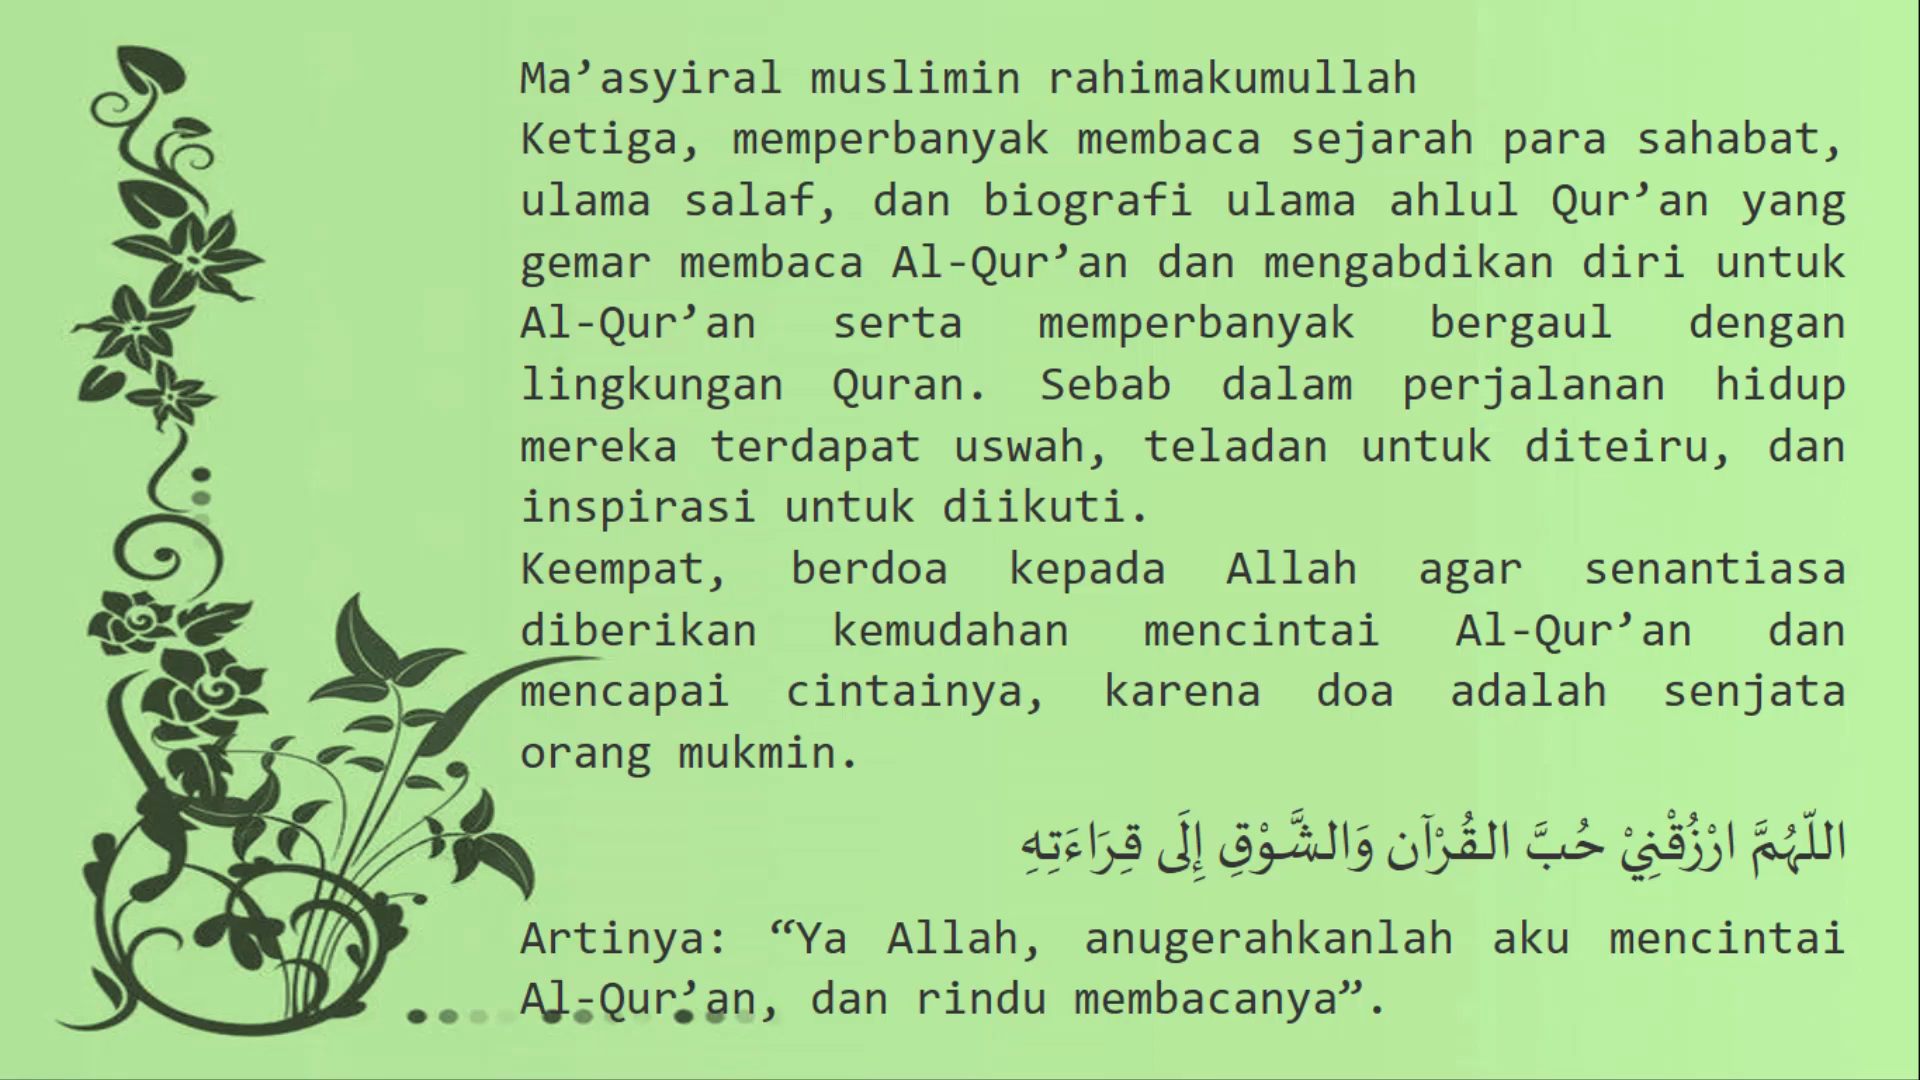 Ma’asyiral muslimin rahimakumullah
Ketiga, memperbanyak membaca sejarah para sahabat,
ulama salaf, dan biografi ulama ahlul Qur’an yang
gemar membaca Al-Qur’an dan mengabdikan diri untuk
Al-Qur’an serta memperbanyak bergaul dengan
lingkungan Quran. Sebab dalam perjalanan hidup
mereka terdapat uswah, teladan untuk diteiru, dan
inspirasi untuk diikuti.
Keempat, berdoa kepada Allah agar senantiasa
diberikan kemudahan mencintai Al-Qur’an dan
mencapai cintainya, karena doa adalah senjata
orang mukmin.
اللّهُمَّ ارْزُقْنِيْ حُبَّ القُرْآن وَالشَّوْقِ إِلَى قِرَاءَتِهِ
Artinya: “Ya Allah, anugerahkanlah aku mencintai
Al-Qur’an, dan rindu membacanya”.